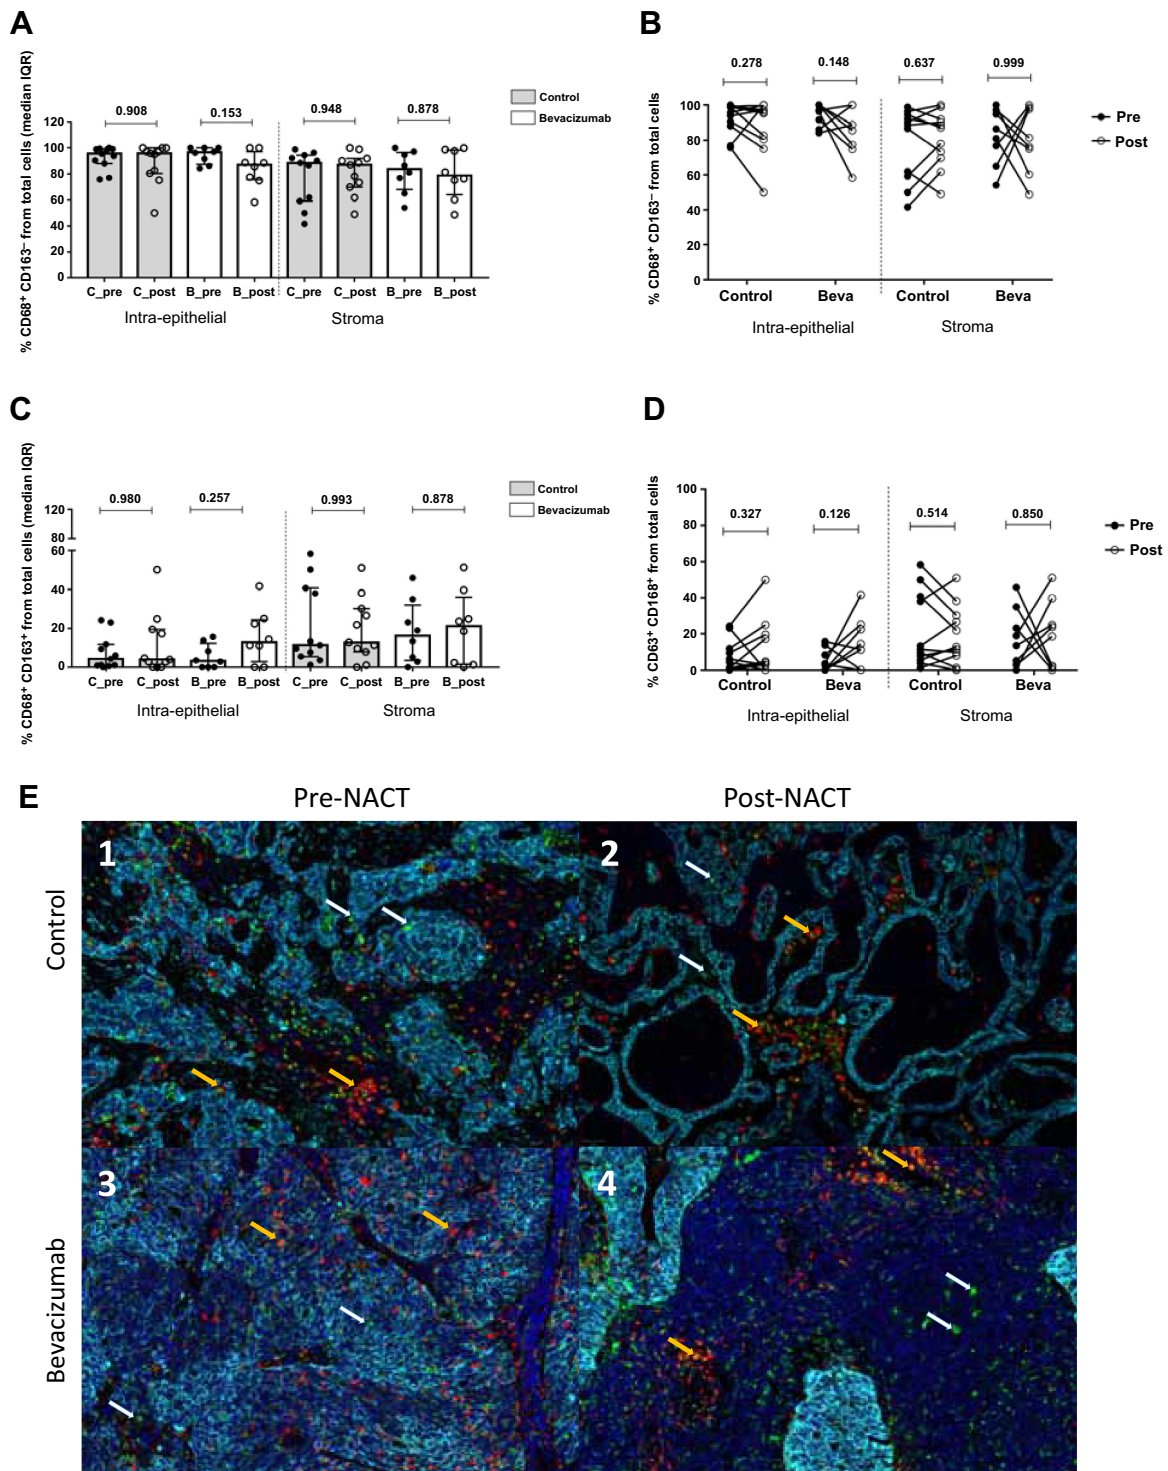 A
% CD68⁺ CD163⁻ from total cells (median IQR)
0.908 0.153 0.948 0.878
Control
Bevacizumab
120
100
80
60
40
20
0
C_pre C_post B_pre B_post C_pre C_post B_pre B_post
Intra-epithelial Stroma
B
% CD68⁺ CD163⁻ from total cells
0.278 0.148 0.637 0.999
Pre
Post
100
80
60
40
20
0
Control Beva Control Beva
Intra-epithelial Stroma
C
% CD68⁺ CD163⁺ from total cells (median IQR)
0.980 0.257 0.993 0.878
Control
Bevacizumab
120
80
60
40
20
0
C_pre C_post B_pre B_post C_pre C_post B_pre B_post
Intra-epithelial Stroma
D
% CD63⁺ CD168⁺ from total cells
0.327 0.126 0.514 0.850
Pre
Post
100
80
60
40
20
0
Control Beva Control Beva
Intra-epithelial Stroma
E
Pre-NACT Post-NACT
Control
1 2
Bevacizumab
3 4